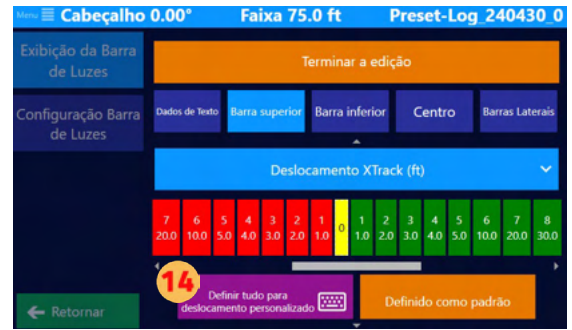 Menu Cabeçalho 0.00° Faixa 75.0 ft Preset-Log_240430_0
Exibição da Barra
de Luzes
Terminar a edição
Configuração Barra
de Luzes
Dados de Texto Barra superior Barra inferior Centro Barras Laterais
Deslocamento XTrack (ft)
7 6 5 4 3 2 1 0 1 2 3 4 5 6 7 8
20.0 10.0 5.0 4.0 3.0 2.0 1.0 1.0 2.0 3.0 4.0 5.0 10.0 20.0 30.0
14
Definir tudo para
deslocamento personalizado
Definido como padrão
Retornar